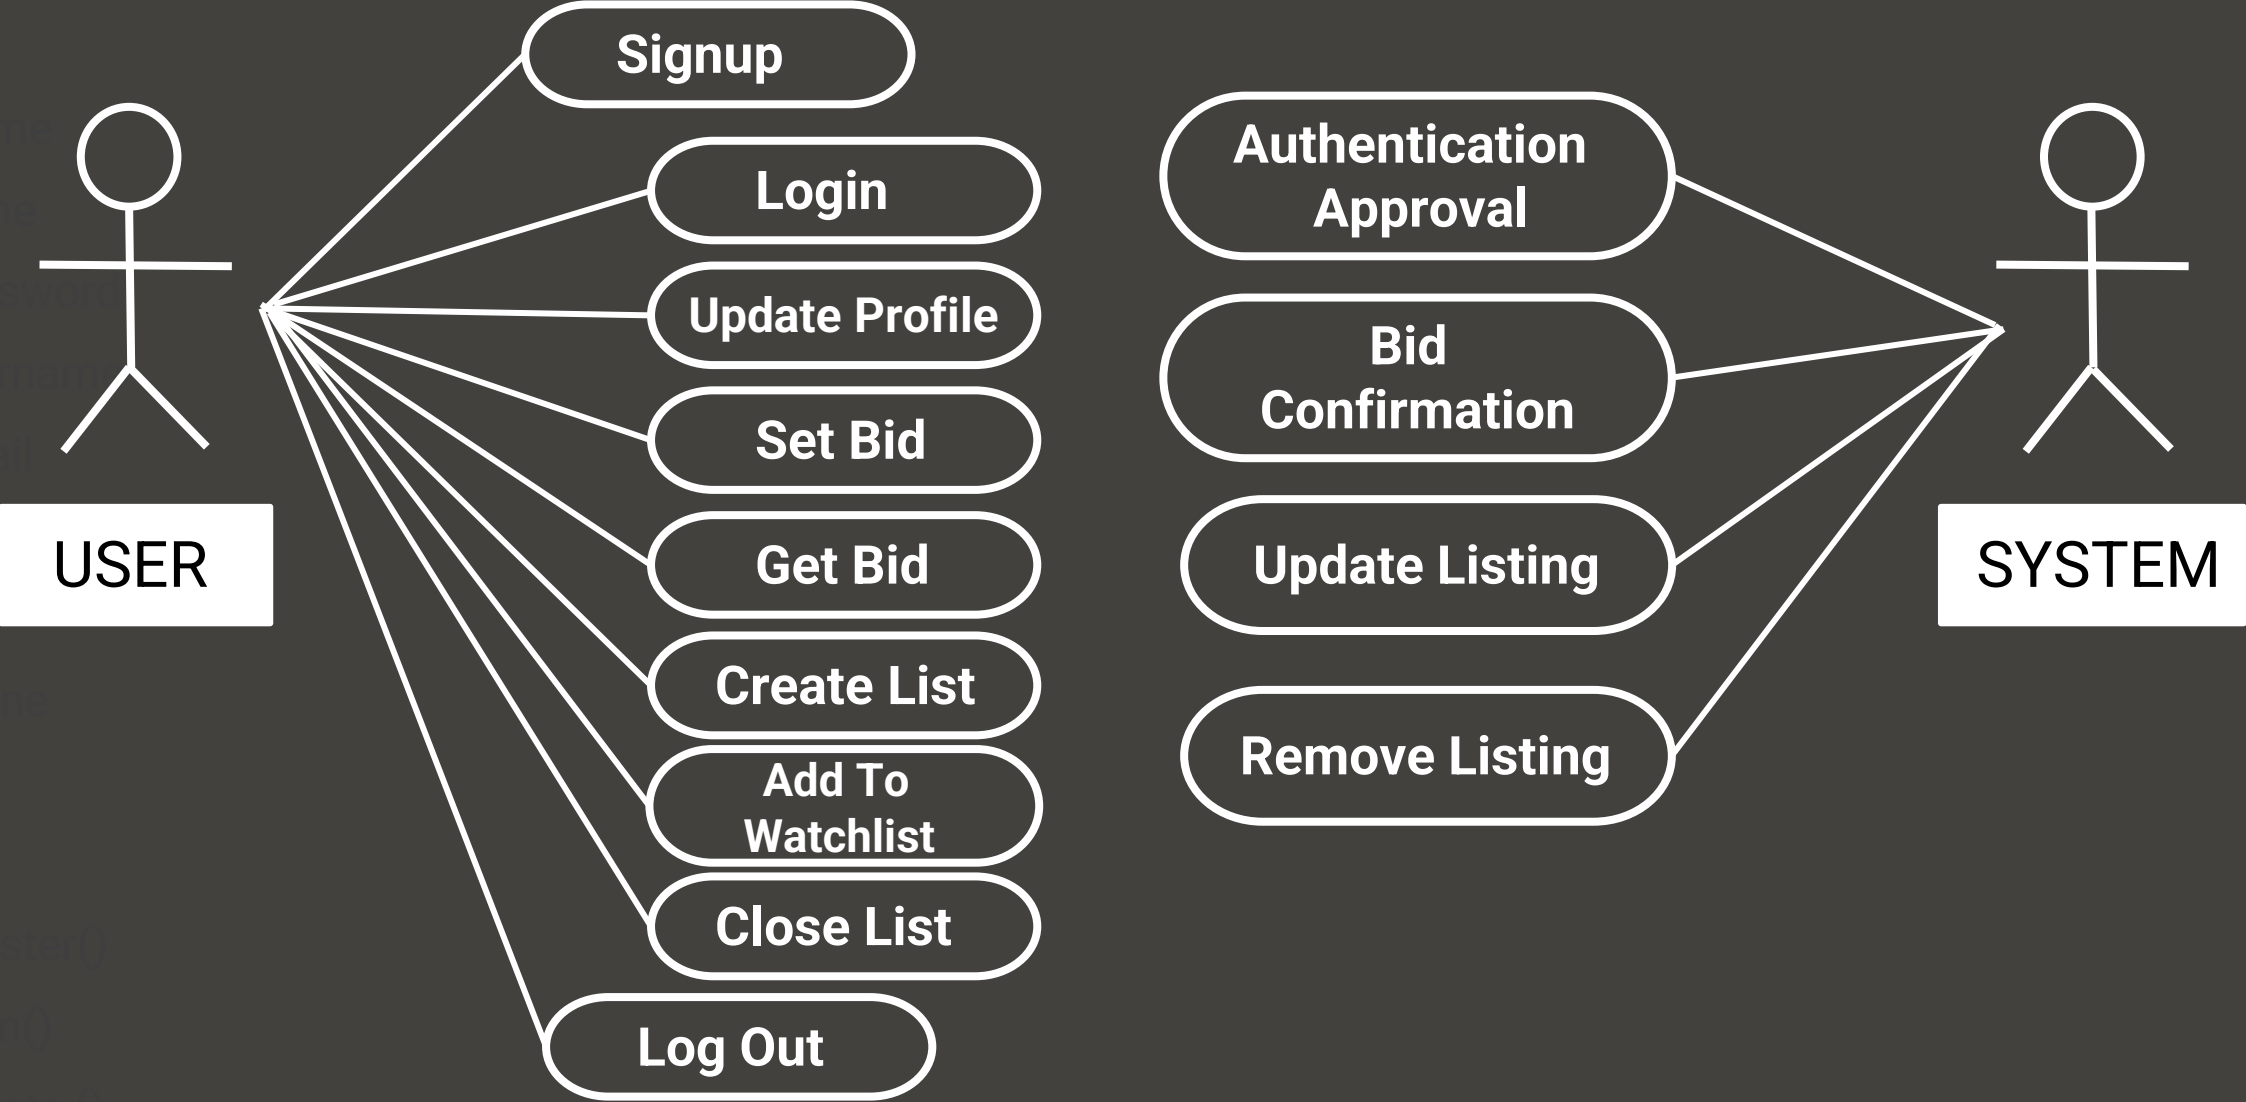 Signup
Login
Update Profile
Set Bid
Get Bid
Create List
Add To
Watchlist
Close List
Log Out
USER
Authentication
Approval
Bid
Confirmation
Update Listing
Remove Listing
SYSTEM